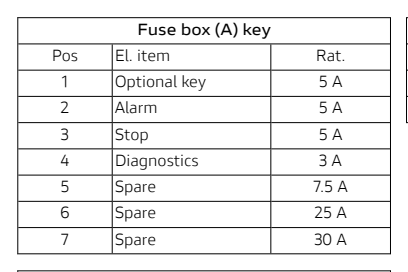 Fuse box (A) key
Pos El. item Rat.
1 Optional key 5 A
2 Alarm 5 A
3 Stop 5 A
4 Diagnostics 3 A
5 Spare 7.5 A
6 Spare 25 A
7 Spare 30 A